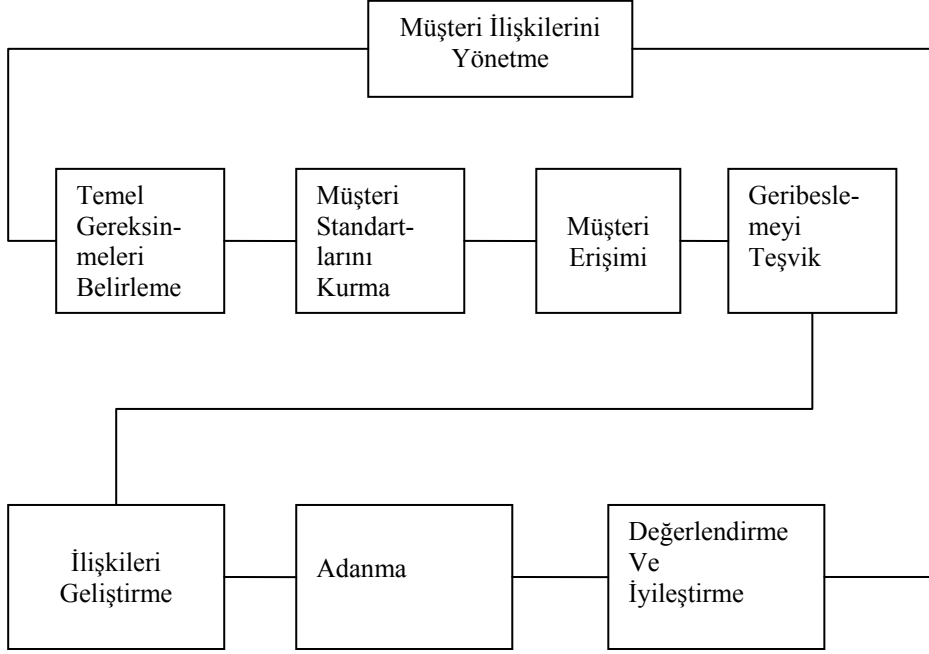 Müşteri İlişkilerini
Yönetme
Temel
Gereksin-
meleri
Belirleme
Müşteri
Standart-
larını
Kurma
Müşteri
Erişimi
Geribesle-
meyi
Teşvik
İlişkileri
Geliştirme
Adanma
Değerlendirme
Ve
İyileştirme